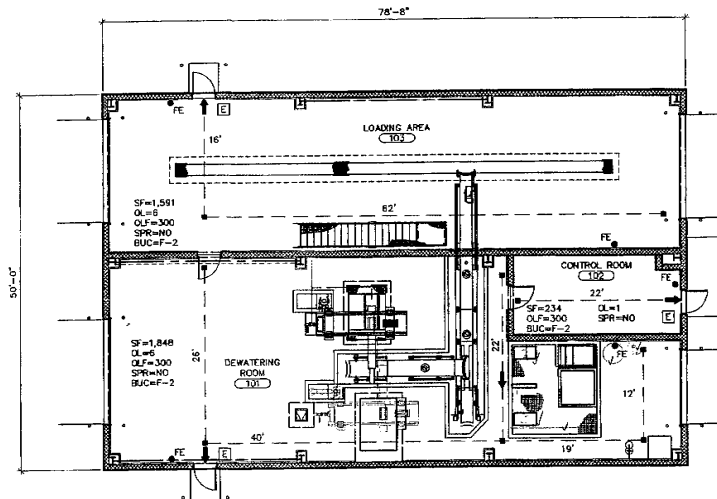 78'-8"
50'-0"
FE
E
16'
LOADING AREA
103
SF=1,591
OL=6
OLF=300
SPR=NO
BUC=F-2
62'
FE
CONTROL ROOM
102
FE
22'
SF=234 OL=1
OLF=300 SPR=NO
BUC=F-2
E
SF=1,848
OL=6
OLF=300
SPR=NO
BUC=F-2
26'
DEWATERING
ROOM
101
22'
FE
12'
40'
19'
FE
E